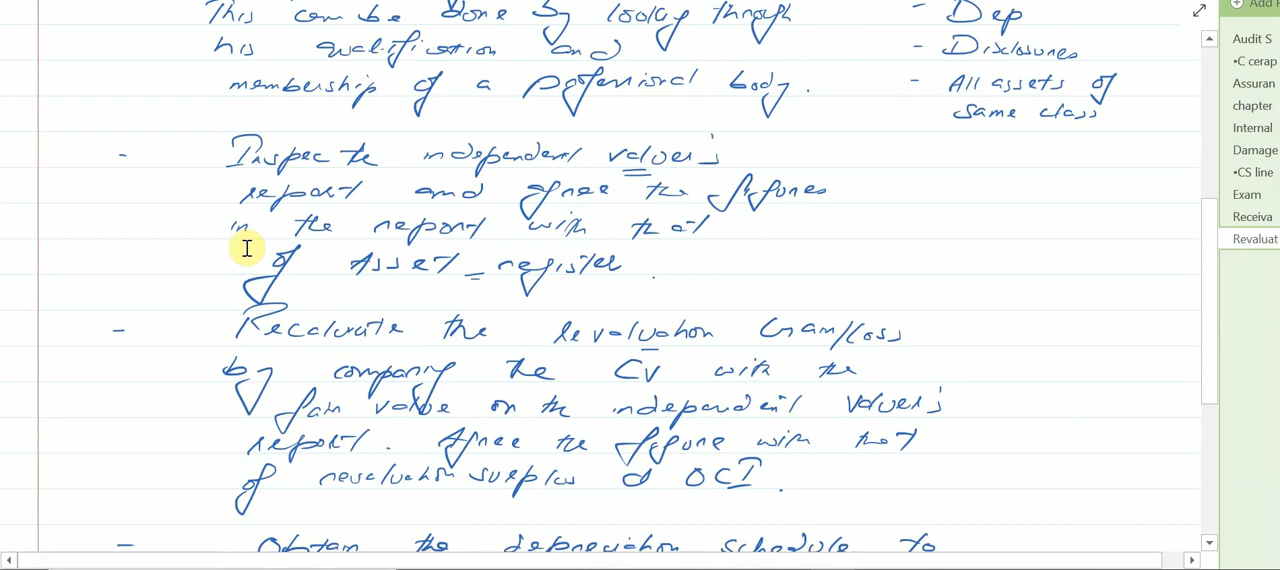 This can be done by looking through
his qualification and
membership of a professional body.
- Dep
- Disclosures
- All assets of
same class
- Inspect the independent valuer's
report and agree the figures
in the report with that
of Asset register.
- Recalculate the revaluation Gain/Loss
by comparing the CV with the
fair value on the independent valuer's
report. Agree the figure with that
of revaluation surplus & OCI.
- Obtain the depreciation schedule to
Add
Audit S
•C cerap
Assuran
chapter
Internal
Damage
•CS line
Exam
Receiva
Revaluat